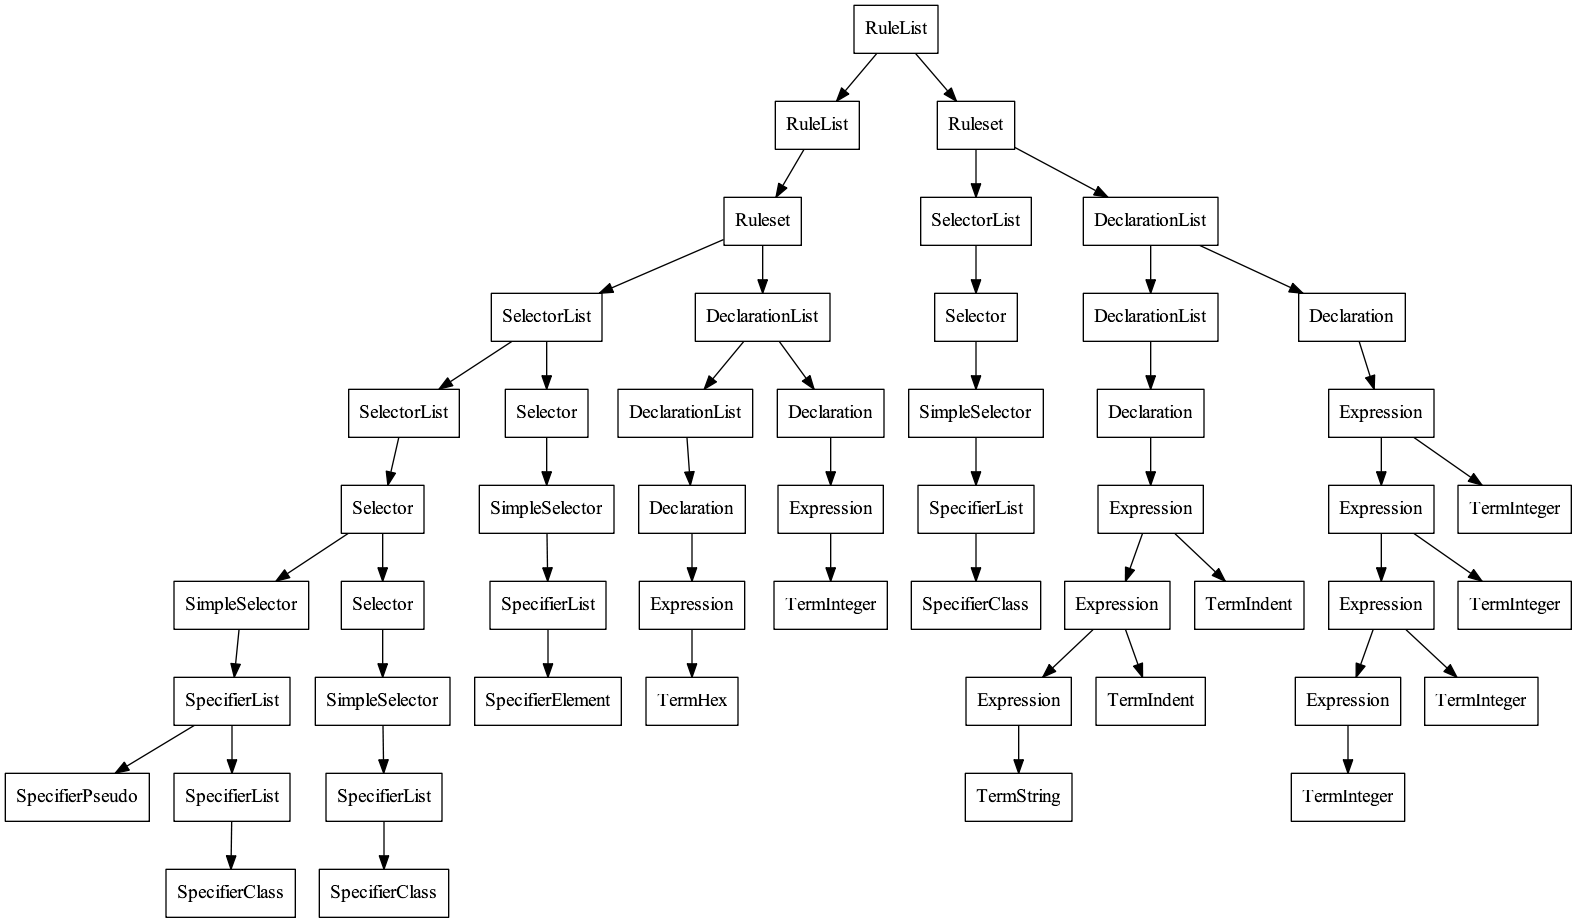 RuleList
RuleList
Ruleset
Ruleset
SelectorList
DeclarationList
SelectorList
DeclarationList
Selector
DeclarationList
Declaration
SelectorList
Selector
DeclarationList
Declaration
SimpleSelector
Declaration
Expression
Selector
SimpleSelector
Declaration
Expression
SpecifierList
Expression
Expression
TermInteger
SimpleSelector
Selector
SpecifierList
Expression
TermInteger
SpecifierClass
Expression
TermIndent
Expression
TermInteger
SpecifierList
SimpleSelector
SpecifierElement
TermHex
Expression
TermIndent
Expression
TermInteger
SpecifierPseudo
SpecifierList
SpecifierList
TermString
TermInteger
SpecifierClass
SpecifierClass